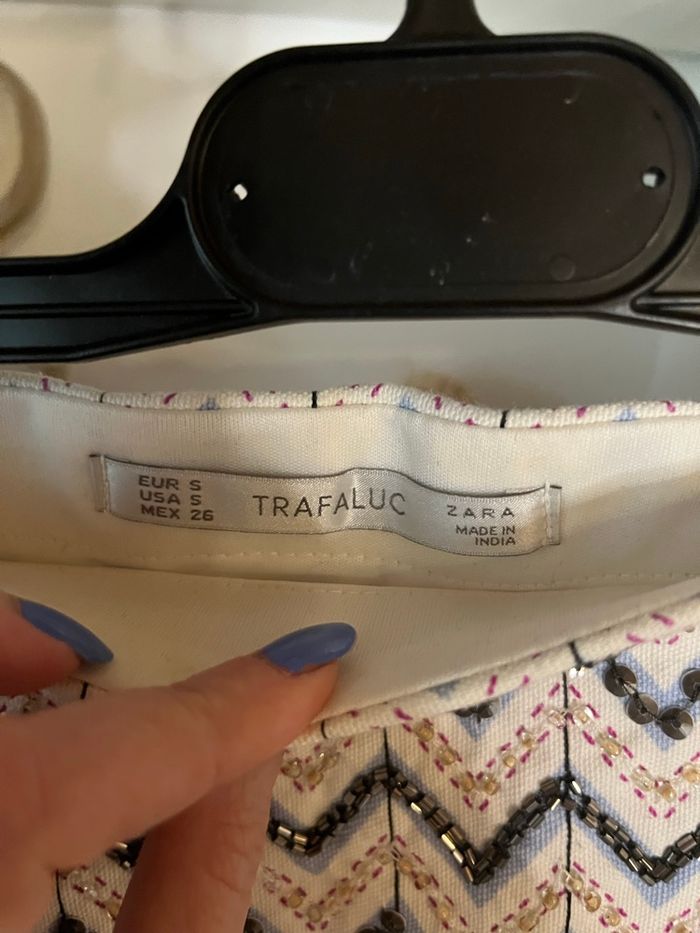 EUR S
USA S
MEX 26
TRAFALUC
ZARA
MADE IN
INDIA